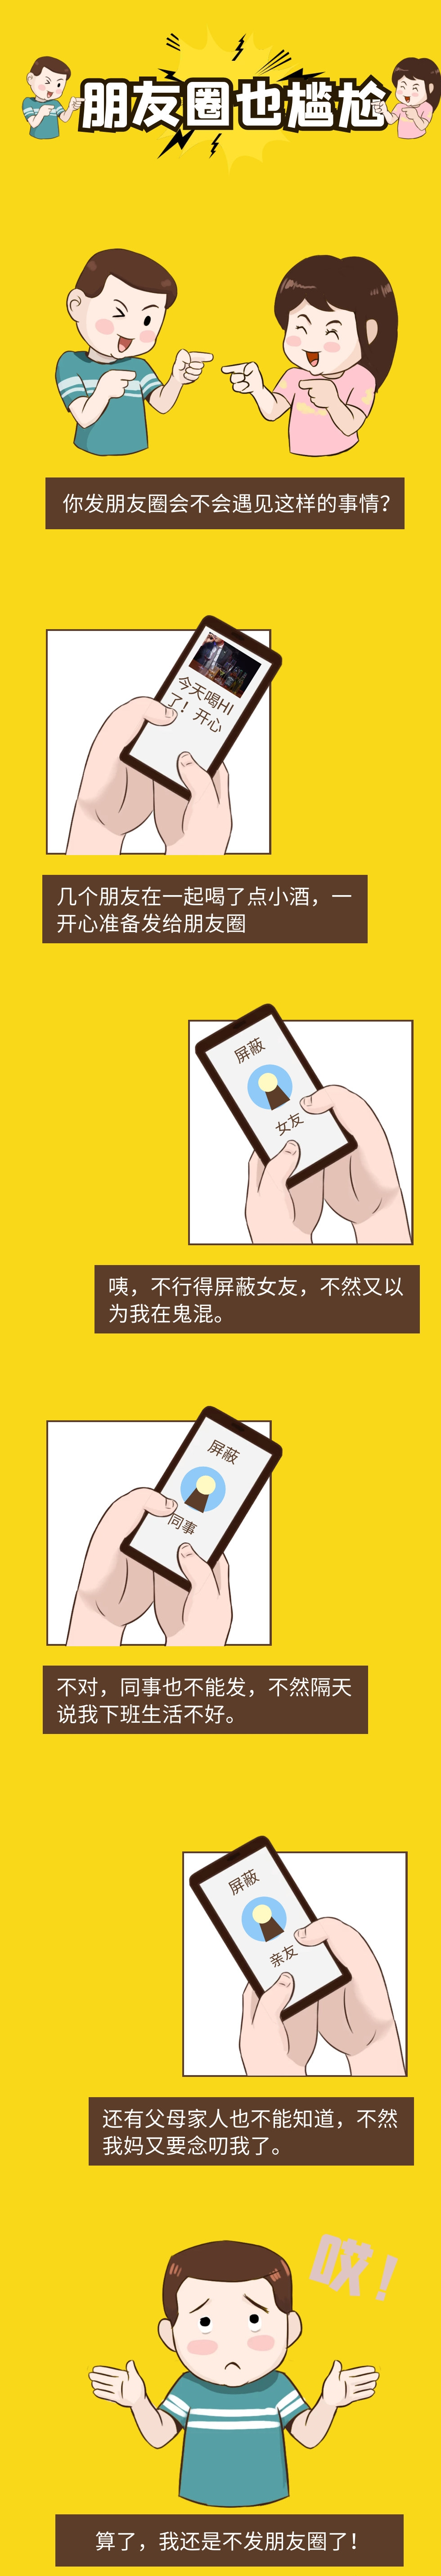 朋友圈也尴尬
你发朋友圈会不会遇见这样的事情?
今天喝HI
了！开心
几个朋友在一起喝了点小酒，一
开心准备发给朋友圈
屏蔽
女友
咦，不行得屏蔽女友，不然又以
为我在鬼混。
屏蔽
同事
不对，同事也不能发，不然隔天
说我下班生活不好。
屏蔽
亲友
还有父母家人也不能知道，不然
我妈又要念叨我了。
哎！
算了，我还是不发朋友圈了！